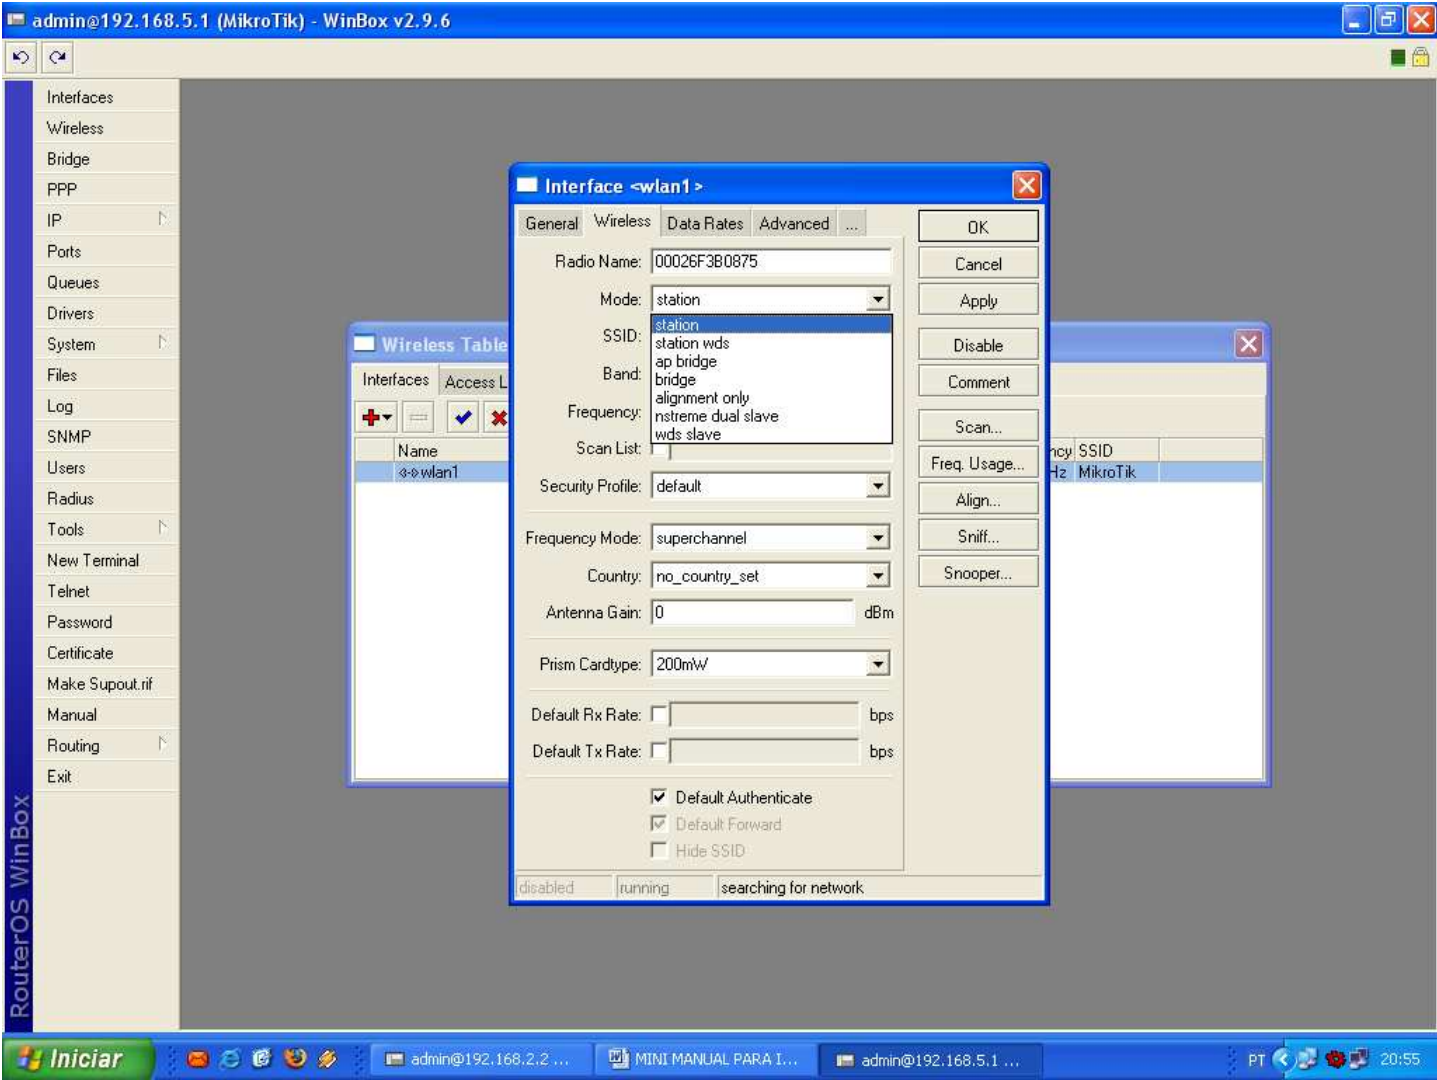 admin@192.168.5.1 (MikroTik) - WinBox v2.9.6
Interfaces
Wireless
Bridge
PPP
IP
Ports
Queues
Drivers
System
Files
Log
SNMP
Users
Radius
Tools
New Terminal
Telnet
Password
Certificate
Make Supout.rif
Manual
Routing
Exit
RouterOS WinBox
Wireless Table
Interfaces
Access L
Name
ncy
SSID
wlan1
Hz
MikroTik
Interface <wlan1>
General
Wireless
Data Rates
Advanced
...
Radio Name: 00026F3B0875
Mode: station
station
station wds
ap bridge
bridge
alignment only
nstreme dual slave
wds slave
SSID:
Band:
Frequency:
Scan List:
Security Profile: default
Frequency Mode: superchannel
Country: no_country_set
Antenna Gain: 0 dBm
Prism Cardtype: 200mW
Default Rx Rate: bps
Default Tx Rate: bps
Default Authenticate
Default Forward
Hide SSID
disabled
running
searching for network
OK
Cancel
Apply
Disable
Comment
Scan...
Freq. Usage...
Align...
Sniff...
Snooper...
Iniciar
admin@192.168.2.2 ...
MINI MANUAL PARA I...
admin@192.168.5.1 ...
PT
20:55